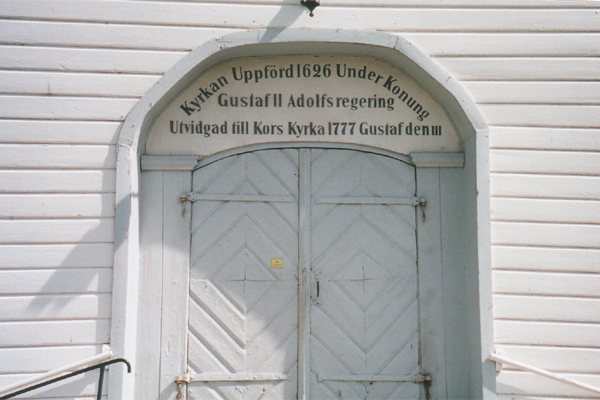 Kyrkan Uppförd 1626 Under Konung
Gustaf II Adolfs regering
Utvidgad till Kors Kyrka 1777 Gustaf den III